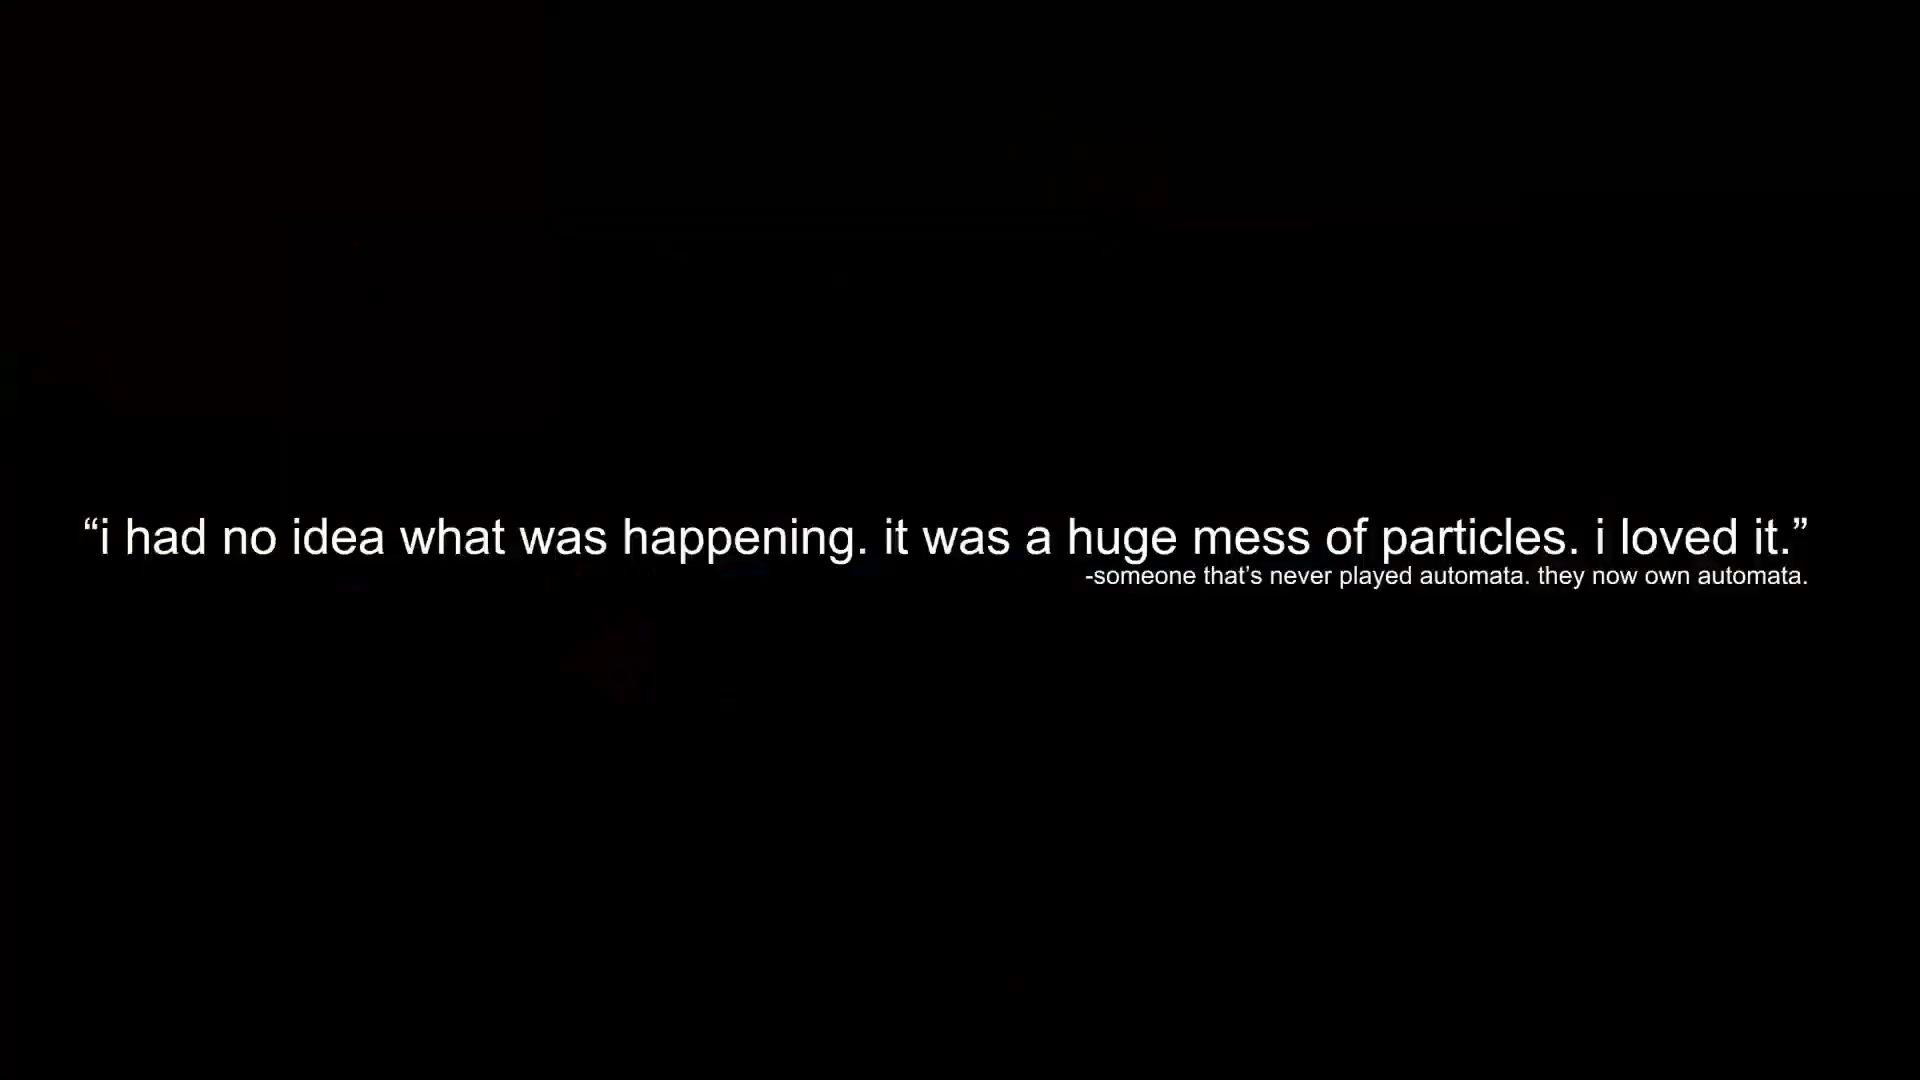 “i had no idea what was happening. it was a huge mess of particles. i loved it.”
-someone that’s never played automata. they now own automata.